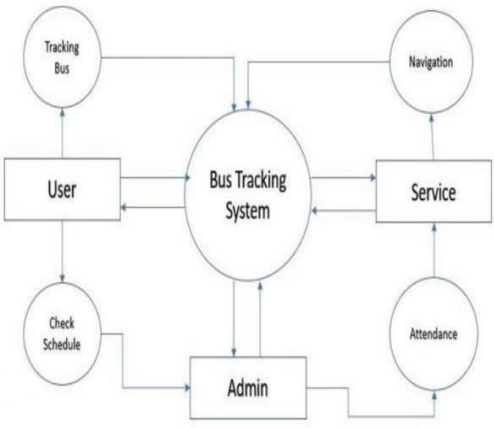 Tracking
Bus
Navigation
User
Bus Tracking
System
Service
Check
Schedule
Attendance
Admin